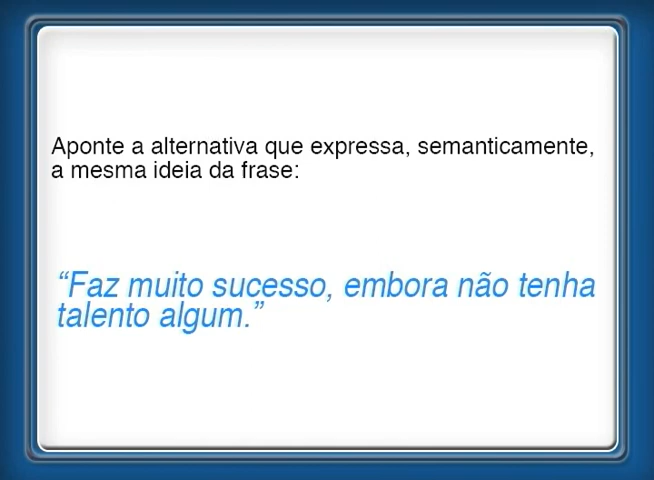 Aponte a alternativa que expressa, semanticamente,
a mesma ideia da frase:
“Faz muito sucesso, embora não tenha
talento algum.”